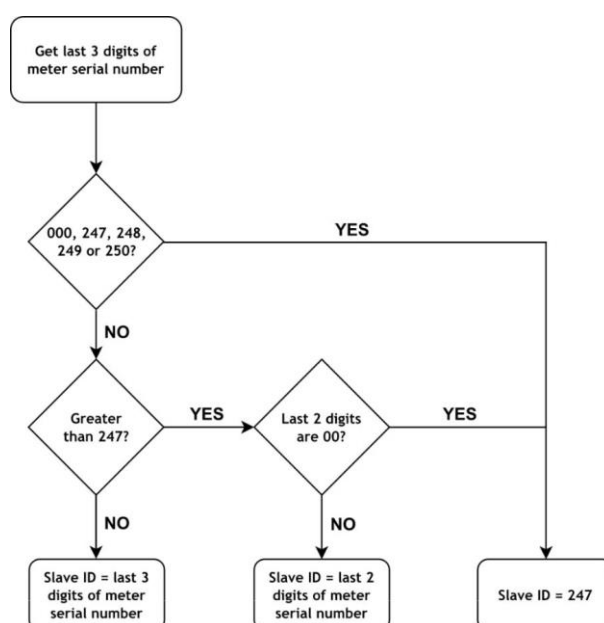 Get last 3 digits of
meter serial number
000, 247, 248,
249 or 250?
YES
NO
Greater
than 247?
YES
Last 2 digits
are 00?
YES
NO
NO
Slave ID = last 3
digits of meter
serial number
Slave ID = last 2
digits of meter
serial number
Slave ID = 247